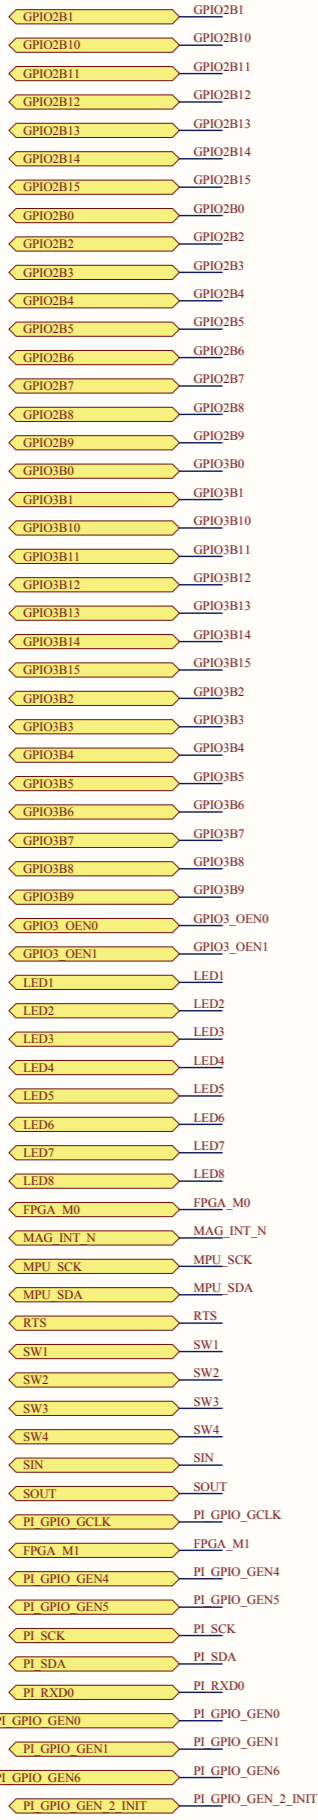 GPIO2B1 GPIO2B1
GPIO2B10 GPIO2B10
GPIO2B11 GPIO2B11
GPIO2B12 GPIO2B12
GPIO2B13 GPIO2B13
GPIO2B14 GPIO2B14
GPIO2B15 GPIO2B15
GPIO2B0 GPIO2B0
GPIO2B2 GPIO2B2
GPIO2B3 GPIO2B3
GPIO2B4 GPIO2B4
GPIO2B5 GPIO2B5
GPIO2B6 GPIO2B6
GPIO2B7 GPIO2B7
GPIO2B8 GPIO2B8
GPIO2B9 GPIO2B9
GPIO3B0 GPIO3B0
GPIO3B1 GPIO3B1
GPIO3B10 GPIO3B10
GPIO3B11 GPIO3B11
GPIO3B12 GPIO3B12
GPIO3B13 GPIO3B13
GPIO3B14 GPIO3B14
GPIO3B15 GPIO3B15
GPIO3B2 GPIO3B2
GPIO3B3 GPIO3B3
GPIO3B4 GPIO3B4
GPIO3B5 GPIO3B5
GPIO3B6 GPIO3B6
GPIO3B7 GPIO3B7
GPIO3B8 GPIO3B8
GPIO3B9 GPIO3B9
GPIO3_OEN0 GPIO3_OEN0
GPIO3_OEN1 GPIO3_OEN1
LED1 LED1
LED2 LED2
LED3 LED3
LED4 LED4
LED5 LED5
LED6 LED6
LED7 LED7
LED8 LED8
FPGA_M0 FPGA_M0
MAG_INT_N MAG_INT_N
MPU_SCK MPU_SCK
MPU_SDA MPU_SDA
RTS RTS
SW1 SW1
SW2 SW2
SW3 SW3
SW4 SW4
SIN SIN
SOUT SOUT
PI_GPIO_GCLK PI_GPIO_GCLK
FPGA_M1 FPGA_M1
PI_GPIO_GEN4 PI_GPIO_GEN4
PI_GPIO_GEN5 PI_GPIO_GEN5
PI_SCK PI_SCK
PI_SDA PI_SDA
PI_RXD0 PI_RXD0
PI_GPIO_GEN0 PI_GPIO_GEN0
PI_GPIO_GEN1 PI_GPIO_GEN1
PI_GPIO_GEN6 PI_GPIO_GEN6
PI_GPIO_GEN_2_INIT PI_GPIO_GEN_2_INIT